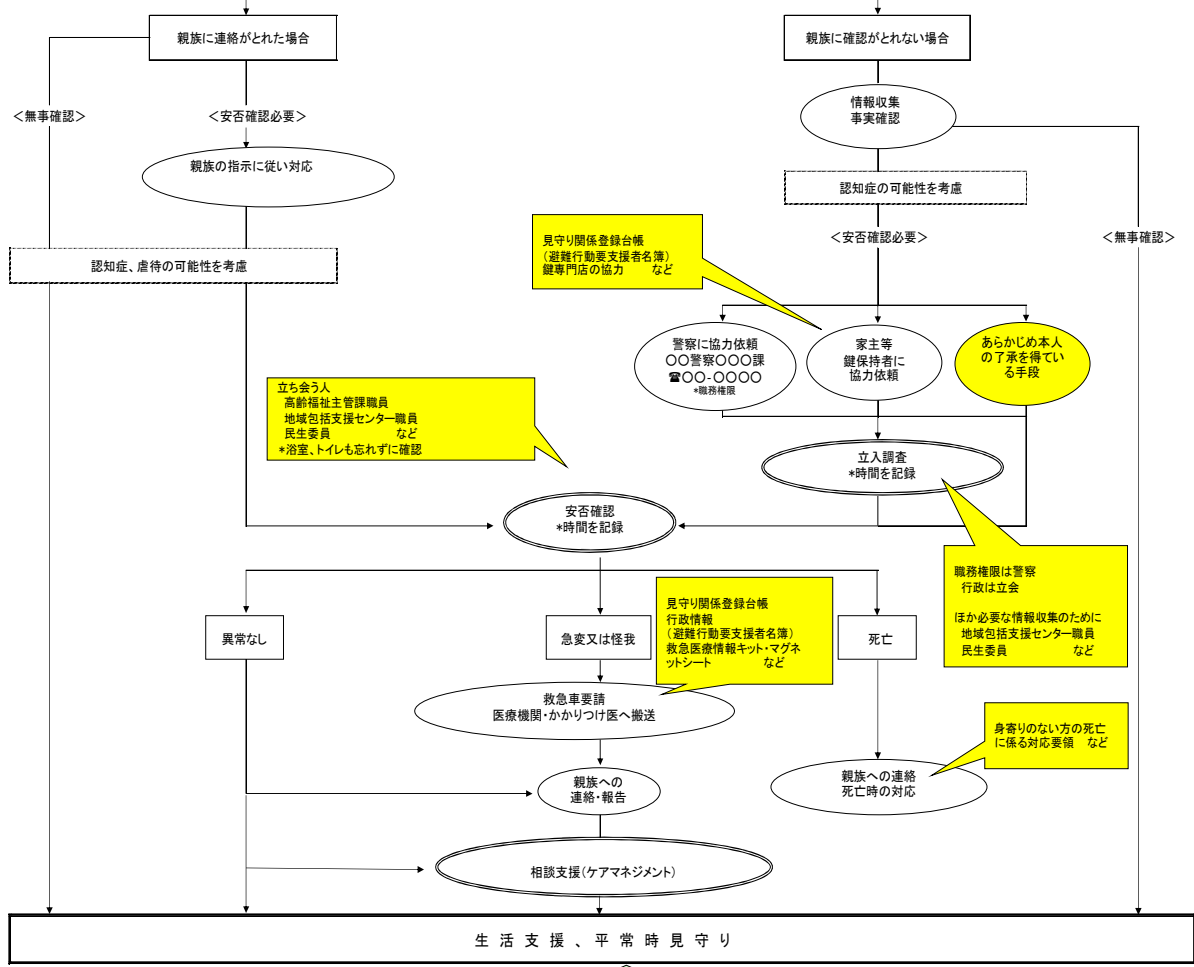 親族に連絡がとれた場合
親族に確認がとれない場合
＜無事確認＞
＜安否確認必要＞
情報収集
事実確認
親族の指示に従い対応
認知症の可能性を考慮
＜安否確認必要＞
＜無事確認＞
認知症、虐待の可能性を考慮
見守り関係登録台帳
（避難行動要支援者名簿）
鍵専門店の協力　など
警察に協力依頼
〇〇警察〇〇〇課
☎〇〇-〇〇〇〇
*職務権限
家主等
鍵保持者に
協力依頼
あらかじめ本人
の了承を得てい
る手段
立ち会う人
高齢福祉主管課職員
地域包括支援センター職員
民生委員　など
*浴室、トイレも忘れずに確認
立入調査
*時間を記録
安否確認
*時間を記録
職務権限は警察
行政は立会
ほか必要な情報収集のために
地域包括支援センター職員
民生委員　など
異常なし
急変又は怪我
見守り関係登録台帳
行政情報
（避難行動要支援者名簿）
救急医療情報キット・マグネ
ットシート　など
死亡
救急車要請
医療機関・かかりつけ医へ搬送
身寄りのない方の死亡
に係る対応要領　など
親族への
連絡・報告
親族への連絡
死亡時の対応
相談支援（ケアマネジメント）
生活支援、平常時見守り